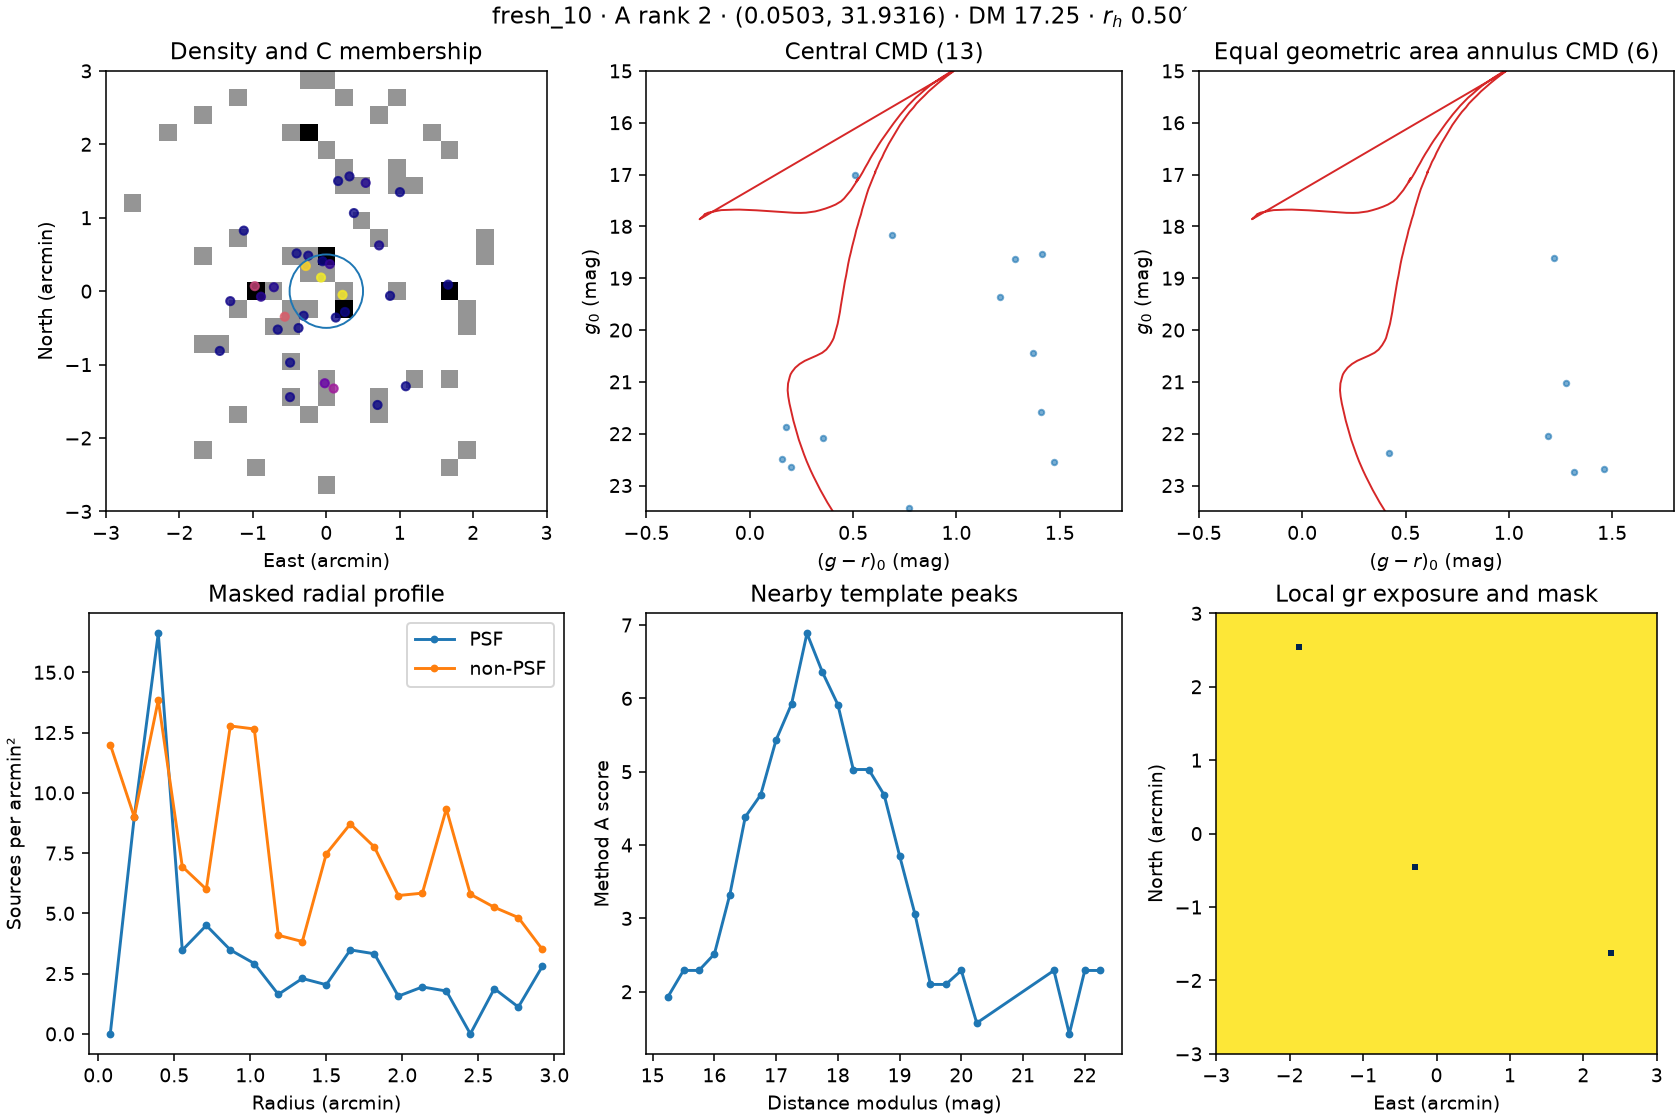 fresh_10 · A rank 2 · (0.0503, 31.9316) · DM 17.25 · r_h 0.50′
Density and C membership
3
2
1
0
−1
−2
−3
North (arcmin)
−3 −2 −1 0 1 2 3
East (arcmin)
Central CMD (13)
15
16
17
18
19
20
21
22
23
g₀ (mag)
−0.5 0.0 0.5 1.0 1.5
(g − r)₀ (mag)
Equal geometric area annulus CMD (6)
15
16
17
18
19
20
21
22
23
g₀ (mag)
−0.5 0.0 0.5 1.0 1.5
(g − r)₀ (mag)
Masked radial profile
PSF
non-PSF
15.0
12.5
10.0
7.5
5.0
2.5
0.0
Sources per arcmin²
0.0 0.5 1.0 1.5 2.0 2.5 3.0
Radius (arcmin)
Nearby template peaks
7
6
5
4
3
2
Method A score
15 16 17 18 19 20 21 22
Distance modulus (mag)
Local gr exposure and mask
3
2
1
0
−1
−2
−3
North (arcmin)
−3 −2 −1 0 1 2 3
East (arcmin)